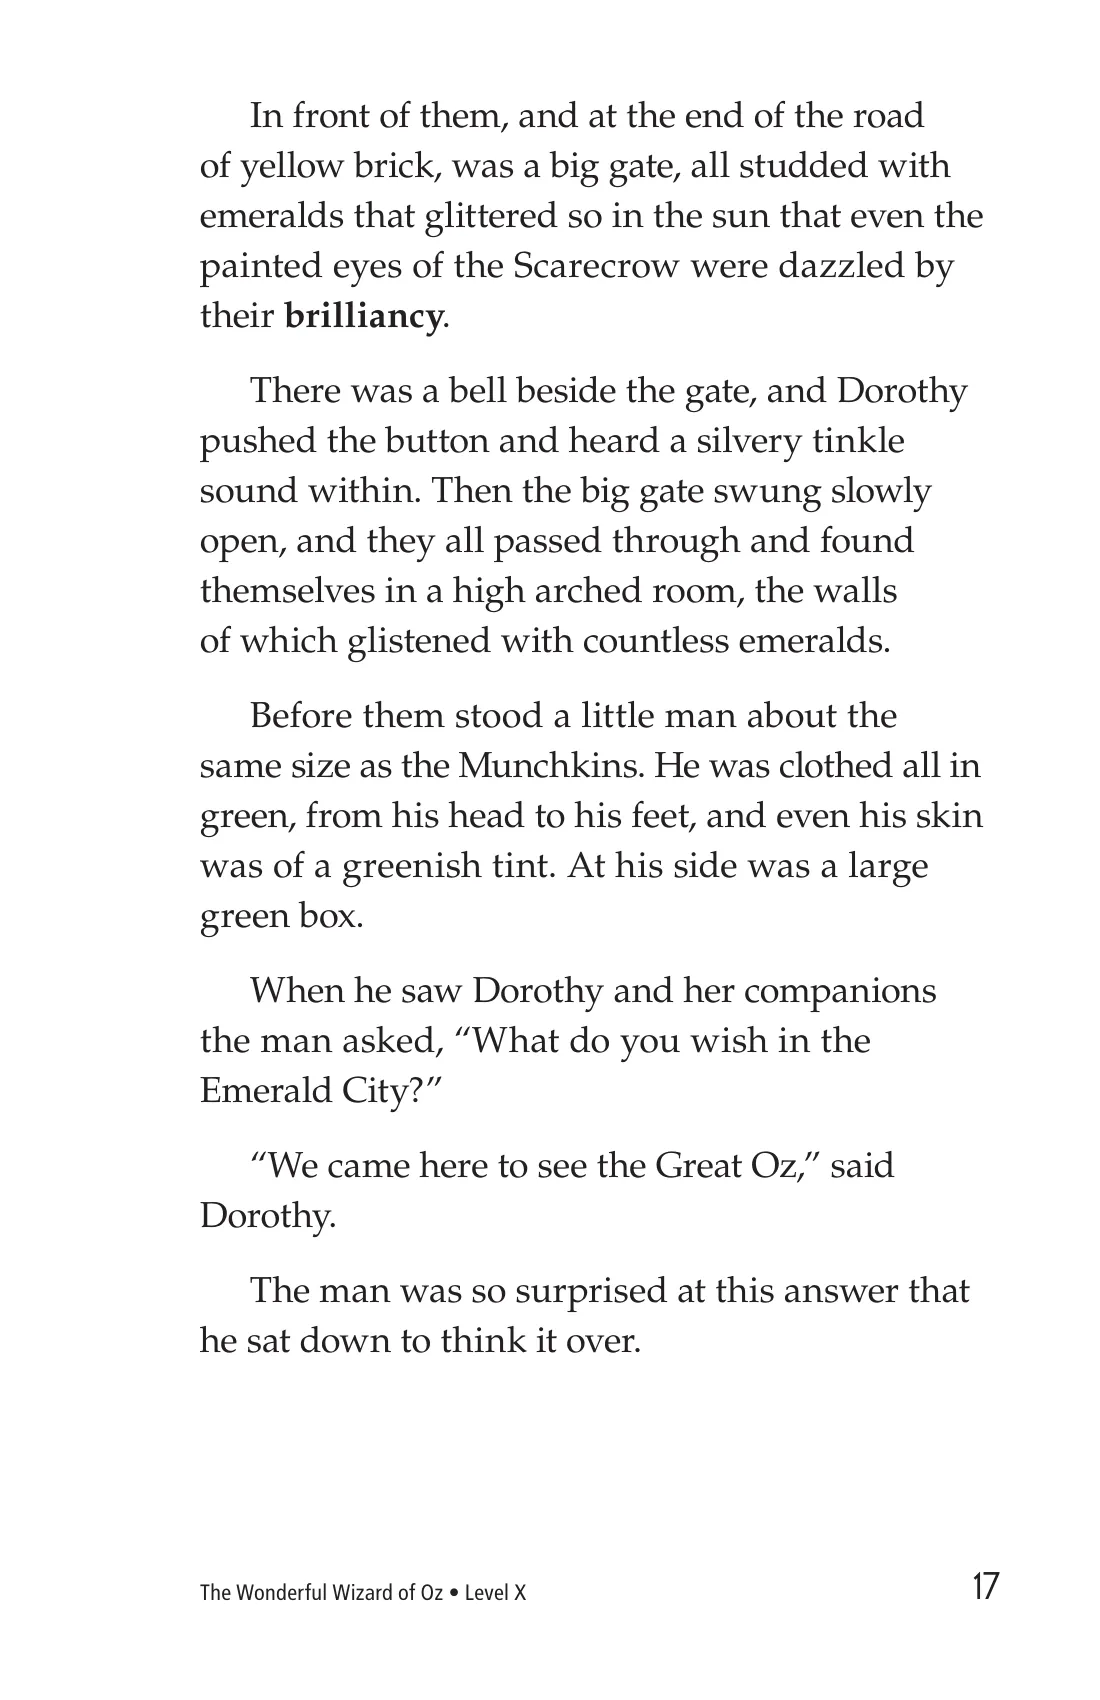 In front of them, and at the end of the road
of yellow brick, was a big gate, all studded with
emeralds that glittered so in the sun that even the
painted eyes of the Scarecrow were dazzled by
their brilliancy.
There was a bell beside the gate, and Dorothy
pushed the button and heard a silvery tinkle
sound within. Then the big gate swung slowly
open, and they all passed through and found
themselves in a high arched room, the walls
of which glistened with countless emeralds.
Before them stood a little man about the
same size as the Munchkins. He was clothed all in
green, from his head to his feet, and even his skin
was of a greenish tint. At his side was a large
green box.
When he saw Dorothy and her companions
the man asked, “What do you wish in the
Emerald City?”
“We came here to see the Great Oz,” said
Dorothy.
The man was so surprised at this answer that
he sat down to think it over.
The Wonderful Wizard of Oz • Level X 17